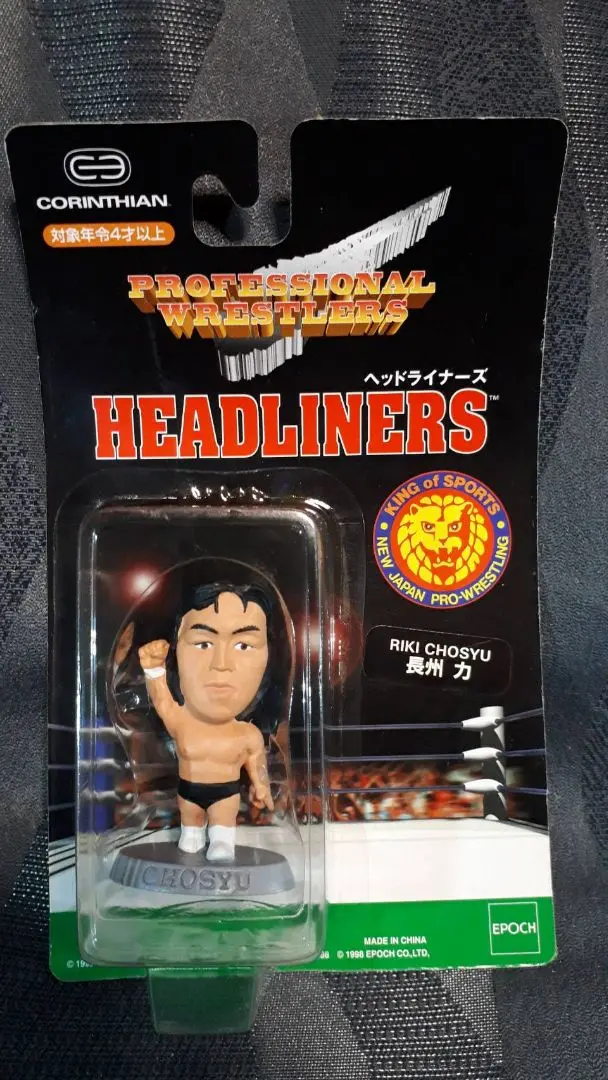 CORINTHIAN
対象年令4才以上
PROFESSIONAL
WRESTLERS
ヘッドライナーズ
HEADLINERS™
KING of SPORTS
NEW JAPAN PRO-WRESTLING
RIKI CHOSYU
長州 力
CHOSYU
EPOCH
MADE IN CHINA
© 1998 EPOCH CO.,LTD.